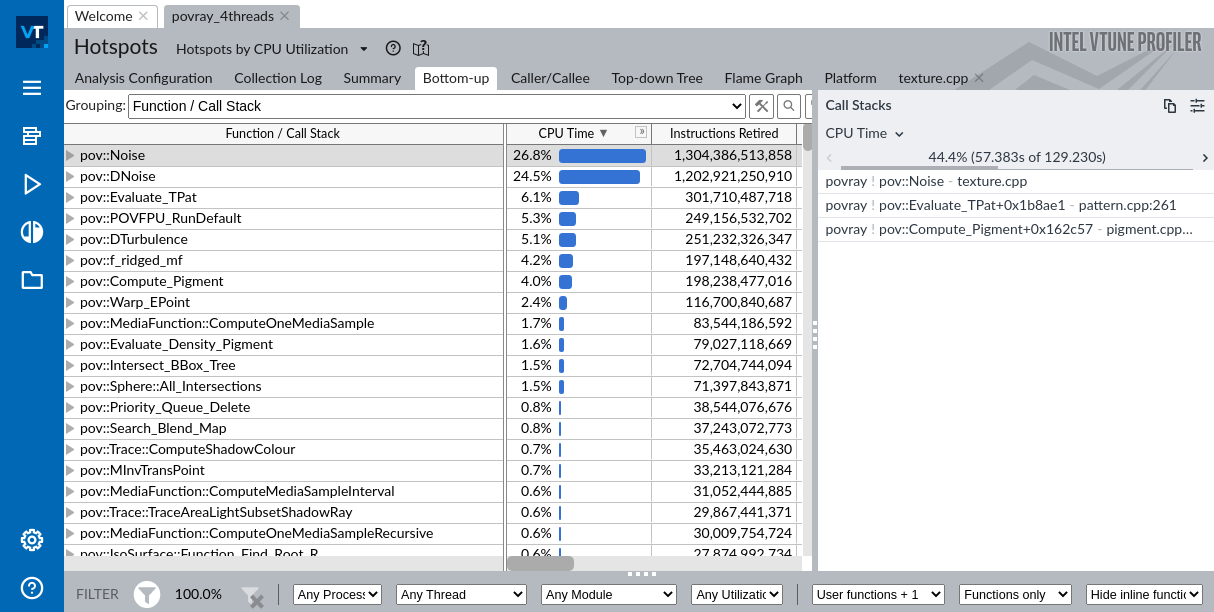 VT
Welcome
povray_4threads
Hotspots Hotspots by CPU Utilization
INTEL VTUNE PROFILER
Analysis Configuration Collection Log Summary Bottom-up Caller/Callee Top-down Tree Flame Graph Platform texture.cpp
Grouping: Function / Call Stack
Function / Call Stack CPU Time ▼ » Instructions Retired
pov::Noise 26.8% 1,304,386,513,858
pov::DNoise 24.5% 1,202,921,250,910
pov::Evaluate_TPat 6.1% 301,710,487,718
pov::POVFPU_RunDefault 5.3% 249,156,532,702
pov::DTurbulence 5.1% 251,232,326,347
pov::f_ridged_mf 4.2% 197,148,640,432
pov::Compute_Pigment 4.0% 198,238,477,016
pov::Warp_EPoint 2.4% 116,700,840,687
pov::MediaFunction::ComputeOneMediaSample 1.7% 83,544,186,592
pov::Evaluate_Density_Pigment 1.6% 79,027,118,669
pov::Intersect_BBox_Tree 1.5% 72,704,744,094
pov::Sphere::All_Intersections 1.5% 71,397,843,871
pov::Priority_Queue_Delete 0.8% 38,544,076,676
pov::Search_Blend_Map 0.8% 37,243,072,773
pov::Trace::ComputeShadowColour 0.7% 35,463,024,630
pov::MInvTransPoint 0.7% 33,213,121,284
pov::MediaFunction::ComputeMediaSampleInterval 0.6% 31,052,444,885
pov::Trace::TraceAreaLightSubsetShadowRay 0.6% 29,867,441,371
pov::MediaFunction::ComputeOneMediaSampleRecursive 0.6% 30,009,754,724
pov::IsoSurface::Function_Find_Root_R 0.6% 27,874,992,734
Call Stacks
CPU Time
44.4% (57.383s of 129.230s)
povray ! pov::Noise - texture.cpp
povray ! pov::Evaluate_TPat+0x1b8ae1 - pattern.cpp:261
povray ! pov::Compute_Pigment+0x162c57 - pigment.cpp...
FILTER 100.0% Any Process Any Thread Any Module Any Utilizatic User functions + 1 Functions only Hide inline functic